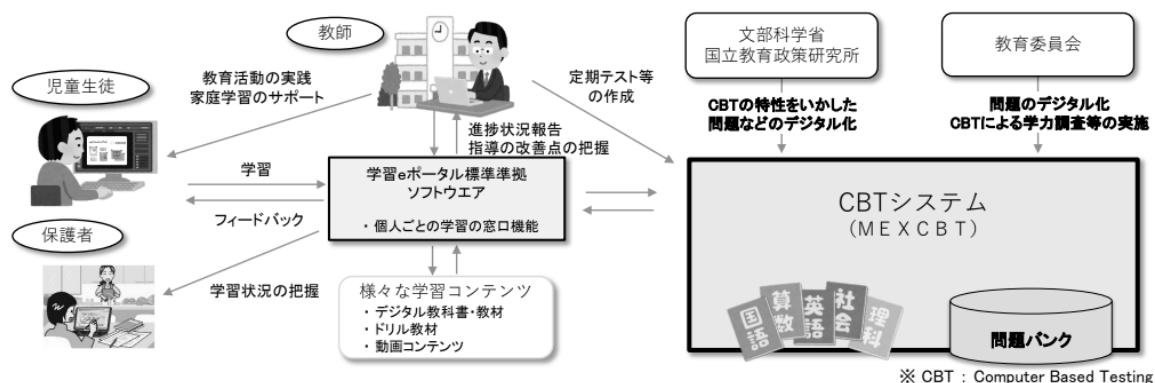 教師
文部科学省
国立教育政策研究所
教育委員会
児童生徒
教育活動の実践
家庭学習のサポート
定期テスト等
の作成
CBTの特性をいかした
問題などのデジタル化
問題のデジタル化
CBTによる学力調査等の実施
進捗状況報告
指導の改善点の把握
学習
フィードバック
学習eポータル標準準拠
ソフトウエア
・個人ごとの学習の窓口機能
CBTシステム
(MEXCBT)
保護者
学習状況の把握
様々な学習コンテンツ
・デジタル教科書・教材
・ドリル教材
・動画コンテンツ
国語
算数
英語
社会
理科
問題バンク
※ CBT : Computer Based Testing